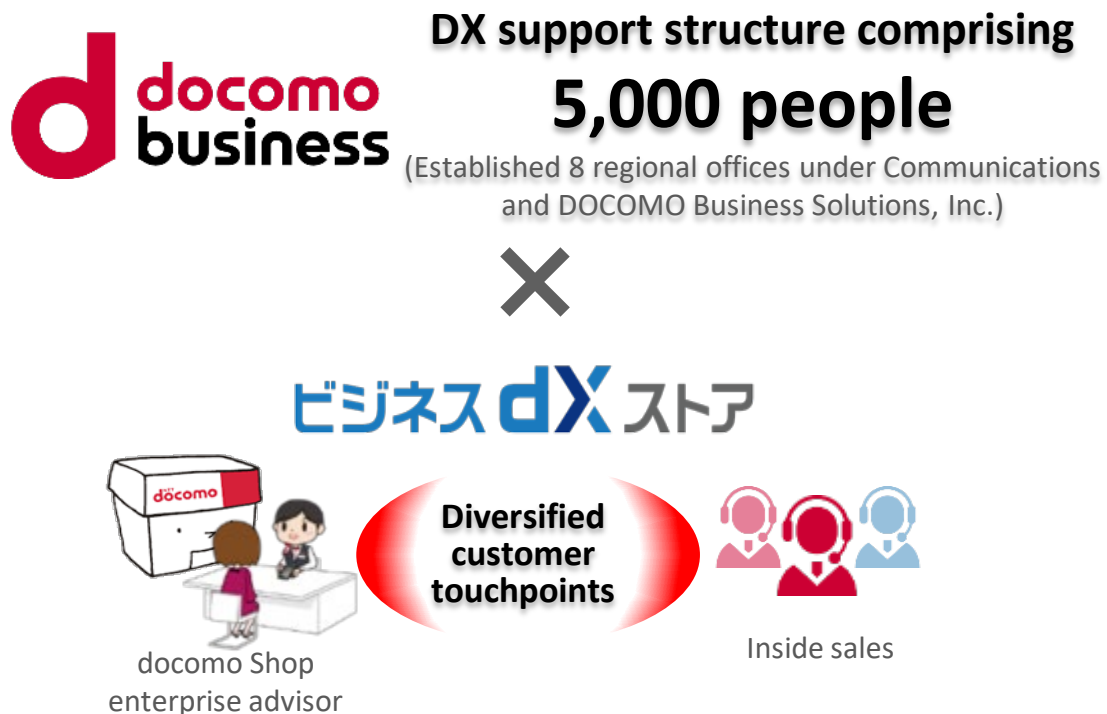 docomo
business
DX support structure comprising
5,000 people
(Established 8 regional offices under Communications
and DOCOMO Business Solutions, Inc.)
×
ビジネス dX ストア
döcomo
Diversified
customer
touchpoints
docomo Shop
enterprise advisor
Inside sales